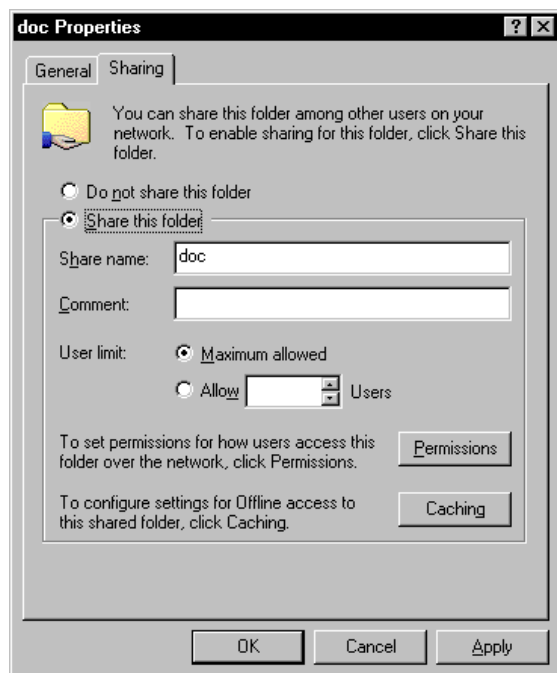 doc Properties
General Sharing
You can share this folder among other users on your
network. To enable sharing for this folder, click Share this
folder.
Do not share this folder
Share this folder
Share name: doc
Comment:
User limit: Maximum allowed
Allow Users
To set permissions for how users access this
folder over the network, click Permissions.
Permissions
To configure settings for Offline access to
this shared folder, click Caching.
Caching
OK Cancel Apply